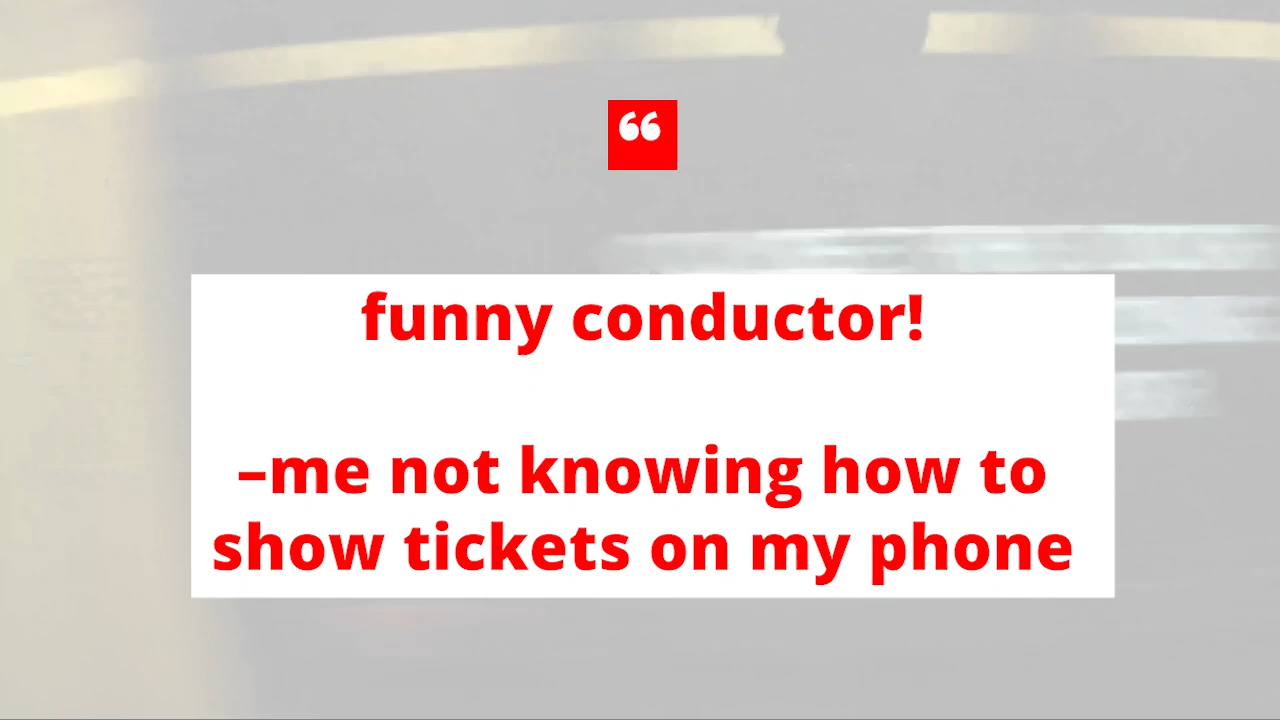 ❝
funny conductor!
–me not knowing how to
show tickets on my phone